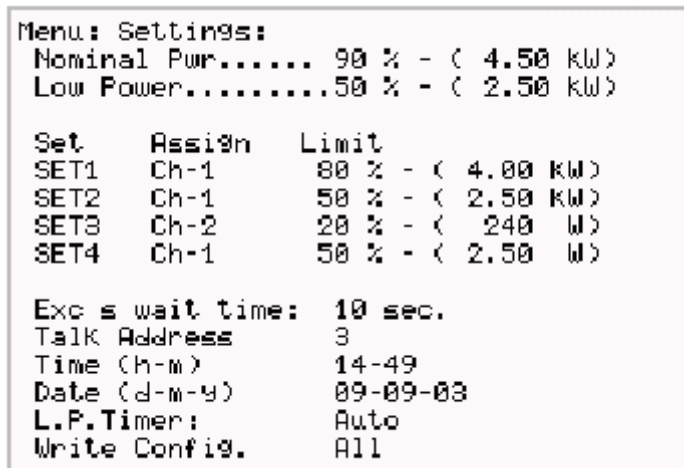 Menu: Settings:
Nominal Pwr...... 90 % - ( 4.50 KW)
Low Power.........50 % - ( 2.50 KW)
Set Assign Limit
SET1 Ch-1 80 % - ( 4.00 KW)
SET2 Ch-1 50 % - ( 2.50 KW)
SET3 Ch-2 20 % - ( 240 W)
SET4 Ch-1 50 % - ( 2.50 W)
Exc s wait time: 10 sec.
Talk Address 3
Time (h-m) 14-49
Date (d-m-y) 09-09-03
L.P.Timer: Auto
Write Config. All